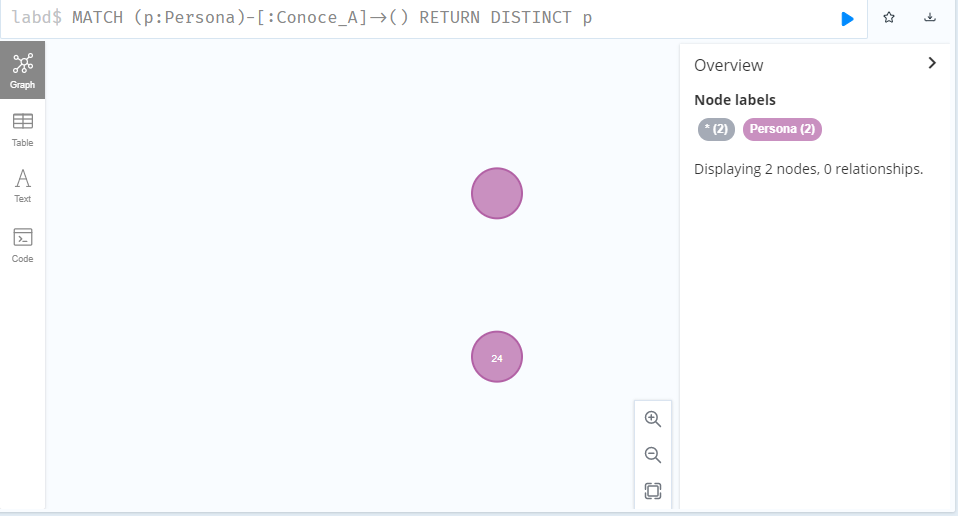 labd$ MATCH (p:Persona)-[:Conoce_A]->() RETURN DISTINCT p
Graph
Table
A
Text
Code
24
Overview
Node labels
* (2) Persona (2)
Displaying 2 nodes, 0 relationships.